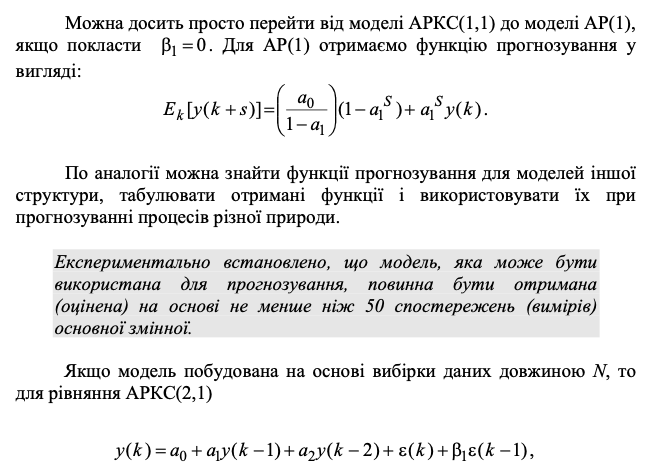 Можна досить просто перейти від моделі АРКС(1,1) до моделі АР(1),
якщо покласти β₁ = 0. Для АР(1) отримаємо функцію прогнозування у
вигляді:
Eₖ[y(k + s)] = (a₀ / (1 − a₁))(1 − a₁ˢ) + a₁ˢ y(k).
По аналогії можна знайти функції прогнозування для моделей іншої
структури, табулювати отримані функції і використовувати їх при
прогнозуванні процесів різної природи.
Експериментально встановлено, що модель, яка може бути
використана для прогнозування, повинна бути отримана
(оцінена) на основі не менше ніж 50 спостережень (вимірів)
основної змінної.
Якщо модель побудована на основі вибірки даних довжиною N, то
для рівняння АРКС(2,1)
y(k) = a₀ + a₁y(k − 1) + a₂y(k − 2) + ε(k) + β₁ε(k − 1),